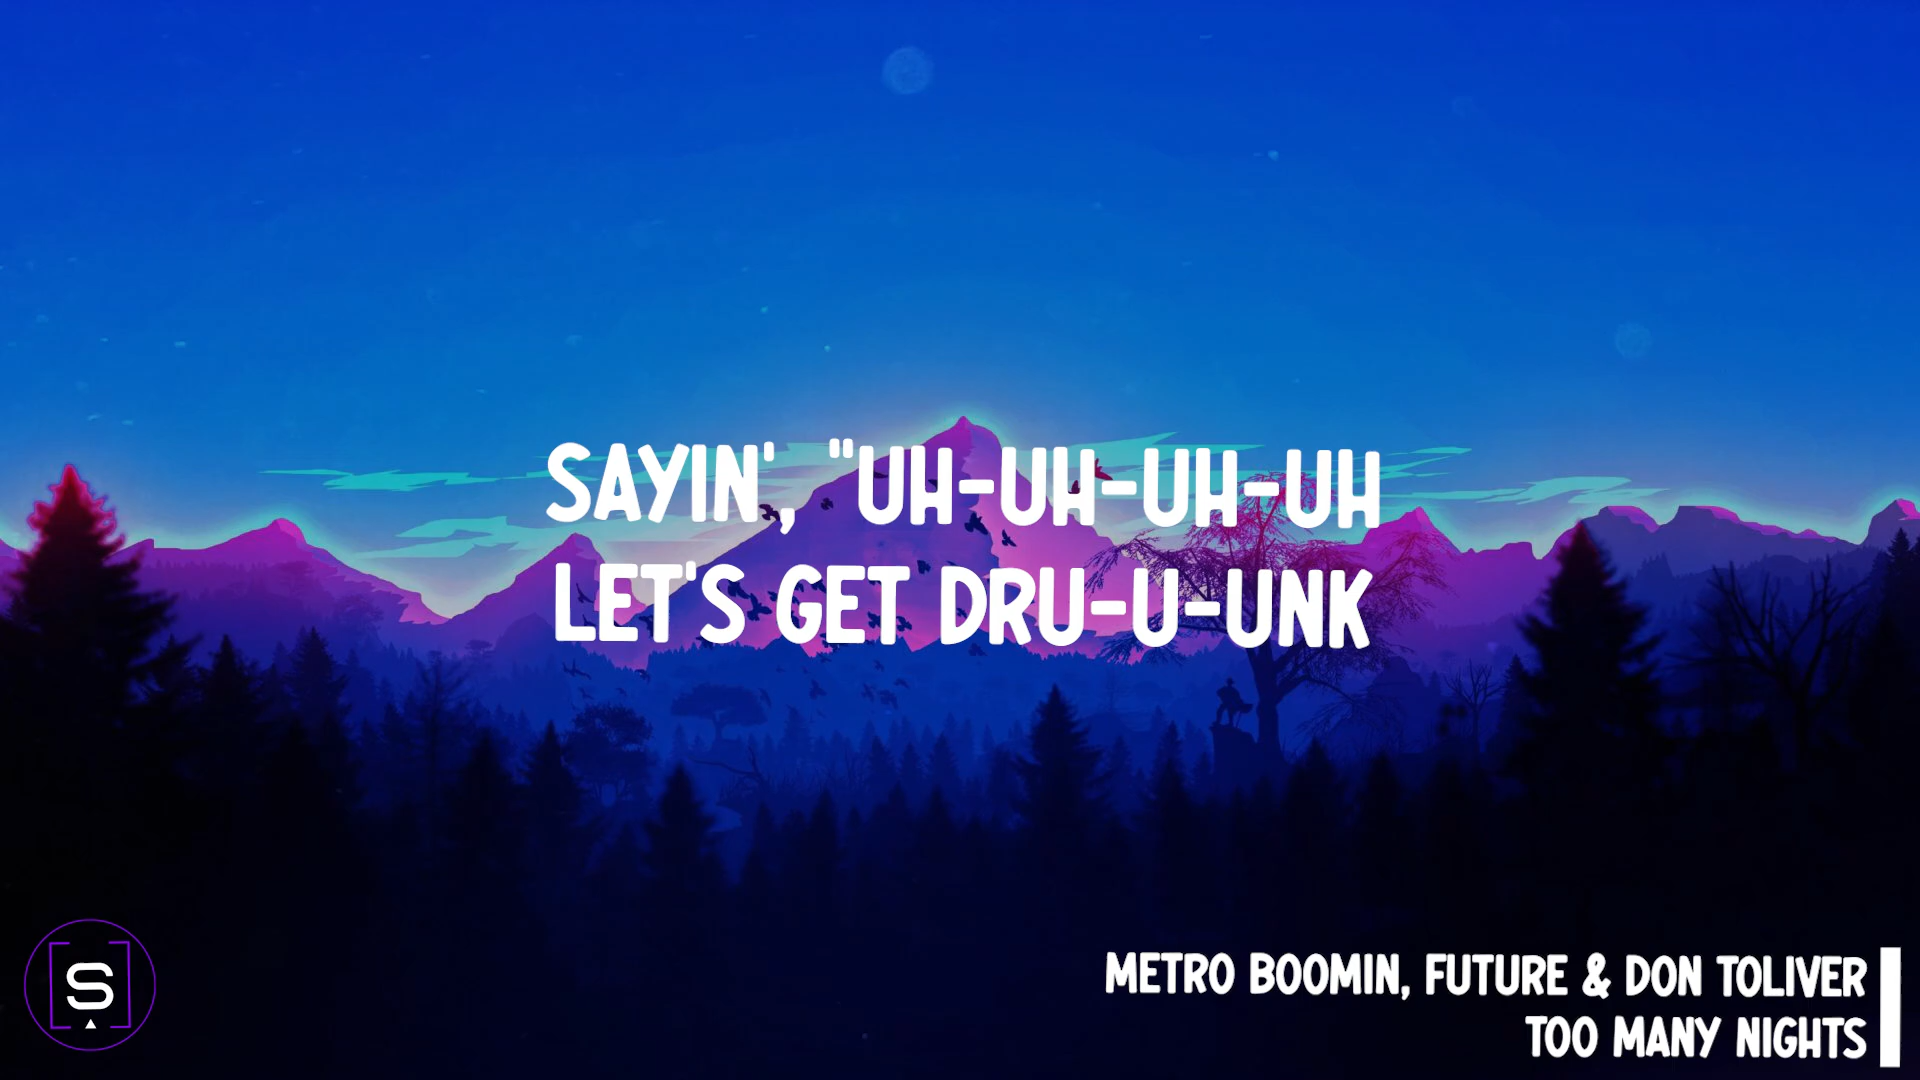 SAYIN', "UH-UH-UH-UH
LET'S GET DRU-U-UNK
S
METRO BOOMIN, FUTURE & DON TOLIVER
TOO MANY NIGHTS